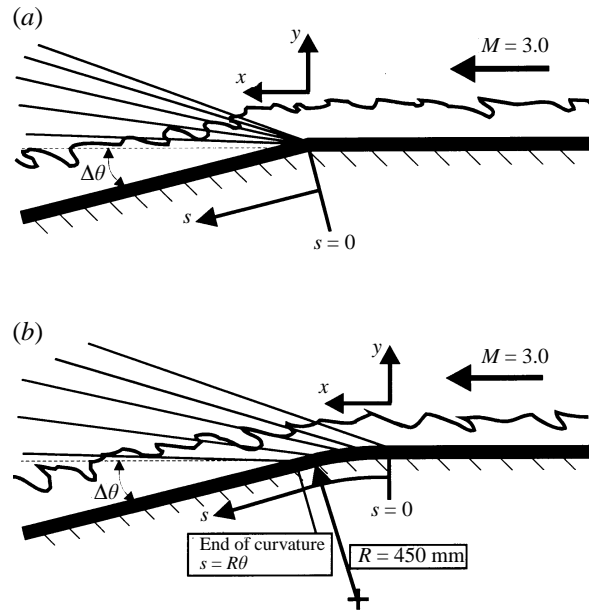 (a)
y
x
M = 3.0
Δθ
s
s = 0
(b)
y
M = 3.0
x
Δθ
s
s = 0
End of curvature
s = Rθ
R = 450 mm